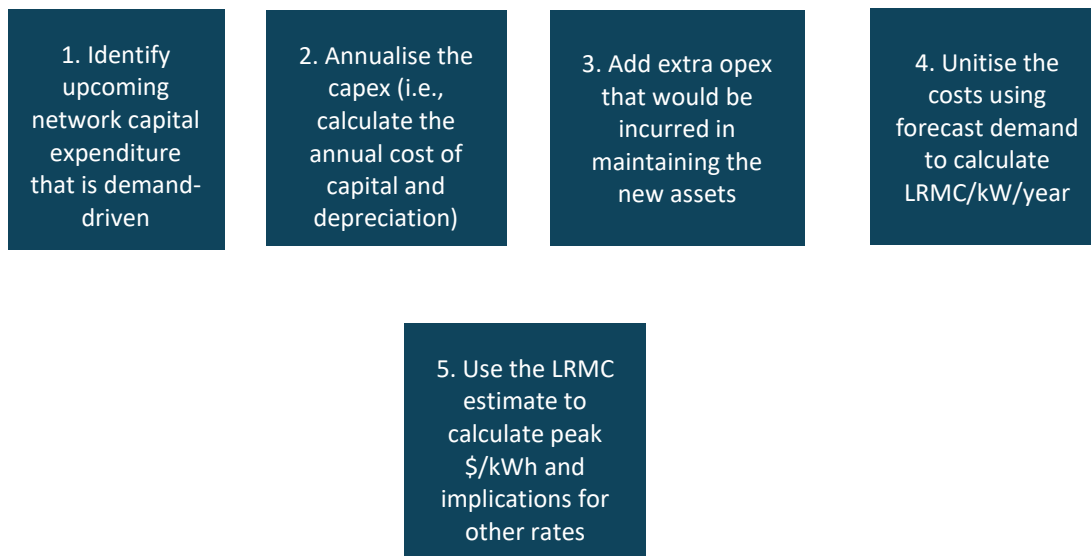 1. Identify
upcoming
network capital
expenditure
that is demand-
driven
2. Annualise the
capex (i.e.,
calculate the
annual cost of
capital and
depreciation)
3. Add extra opex
that would be
incurred in
maintaining the
new assets
4. Unitise the
costs using
forecast demand
to calculate
LRMC/kW/year
5. Use the LRMC
estimate to
calculate peak
$/kWh and
implications for
other rates